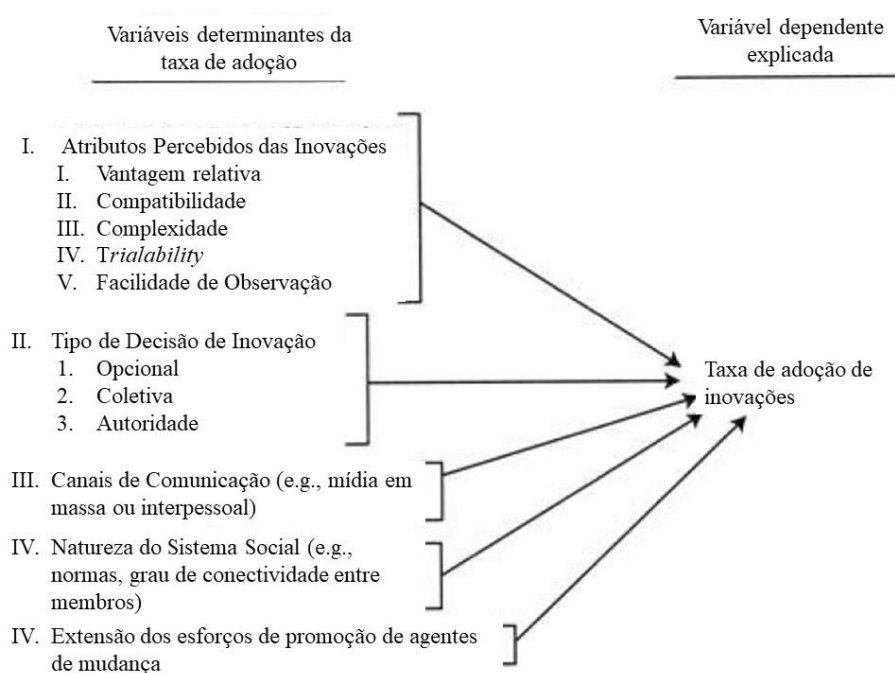 Variáveis determinantes da
taxa de adoção
Variável dependente
explicada
I. Atributos Percebidos das Inovações
I. Vantagem relativa
II. Compatibilidade
III. Complexidade
IV. Trialability
V. Facilidade de Observação
II. Tipo de Decisão de Inovação
1. Opcional
2. Coletiva
3. Autoridade
Taxa de adoção de
inovações
III. Canais de Comunicação (e.g., mídia em
massa ou interpessoal)
IV. Natureza do Sistema Social (e.g.,
normas, grau de conectividade entre
membros)
IV. Extensão dos esforços de promoção de agentes
de mudança